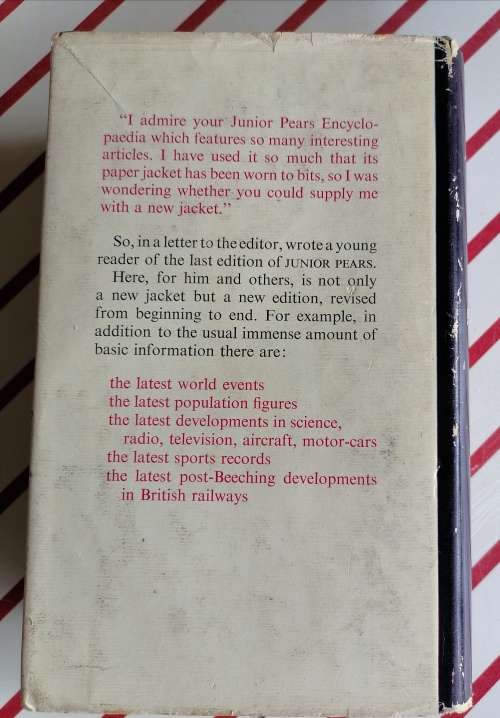 “I admire your Junior Pears Encyclo-
paedia which features so many interesting
articles. I have used it so much that its
paper jacket has been worn to bits, so I was
wondering whether you could supply me
with a new jacket.”
So, in a letter to the editor, wrote a young
reader of the last edition of JUNIOR PEARS.
Here, for him and others, is not only
a new jacket but a new edition, revised
from beginning to end. For example, in
addition to the usual immense amount of
basic information there are:
the latest world events
the latest population figures
the latest developments in science,
radio, television, aircraft, motor-cars
the latest sports records
the latest post-Beeching developments
in British railways